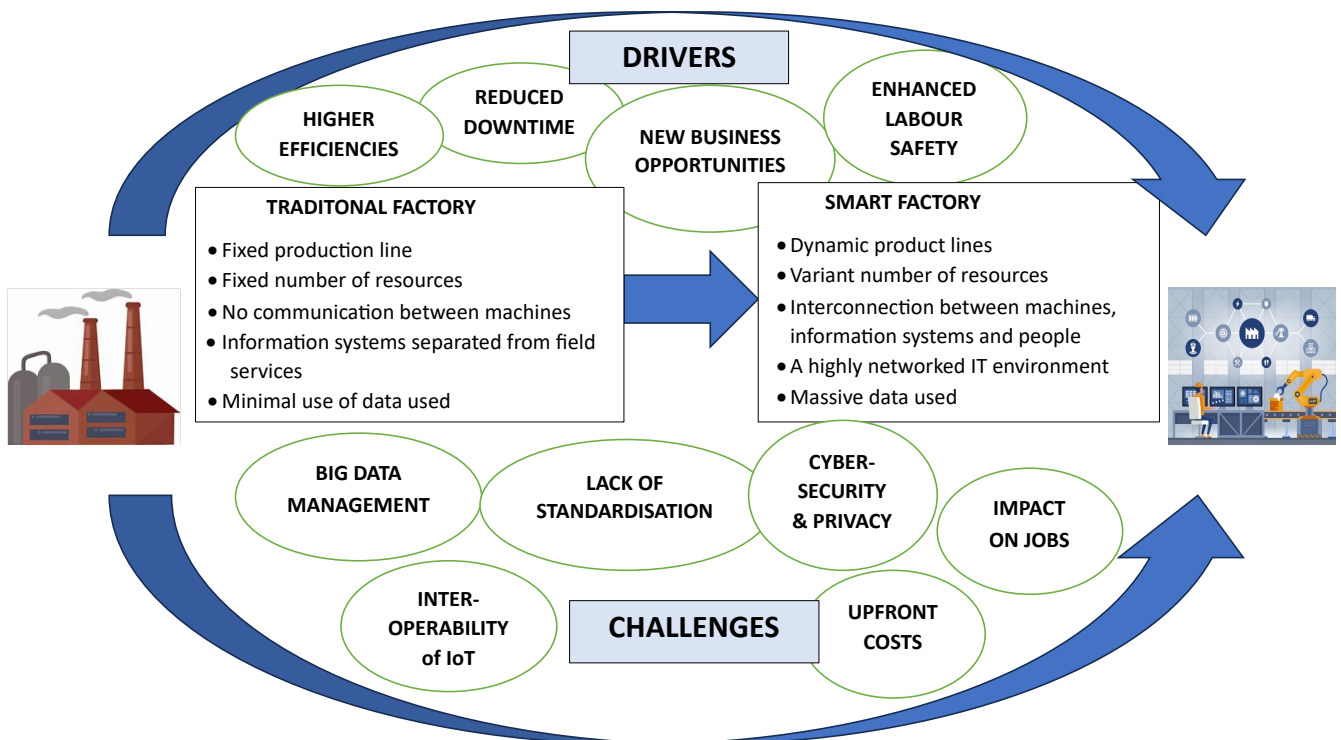 DRIVERS
HIGHER
EFFICIENCIES
REDUCED
DOWNTIME
NEW BUSINESS
OPPORTUNITIES
ENHANCED
LABOUR
SAFETY
TRADITONAL FACTORY
• Fixed production line
• Fixed number of resources
• No communication between machines
• Information systems separated from field
services
• Minimal use of data used
SMART FACTORY
• Dynamic product lines
• Variant number of resources
• Interconnection between machines,
information systems and people
• A highly networked IT environment
• Massive data used
BIG DATA
MANAGEMENT
LACK OF
STANDARDISATION
CYBER-
SECURITY
& PRIVACY
IMPACT
ON JOBS
INTER-
OPERABILITY
of IoT
CHALLENGES
UPFRONT
COSTS